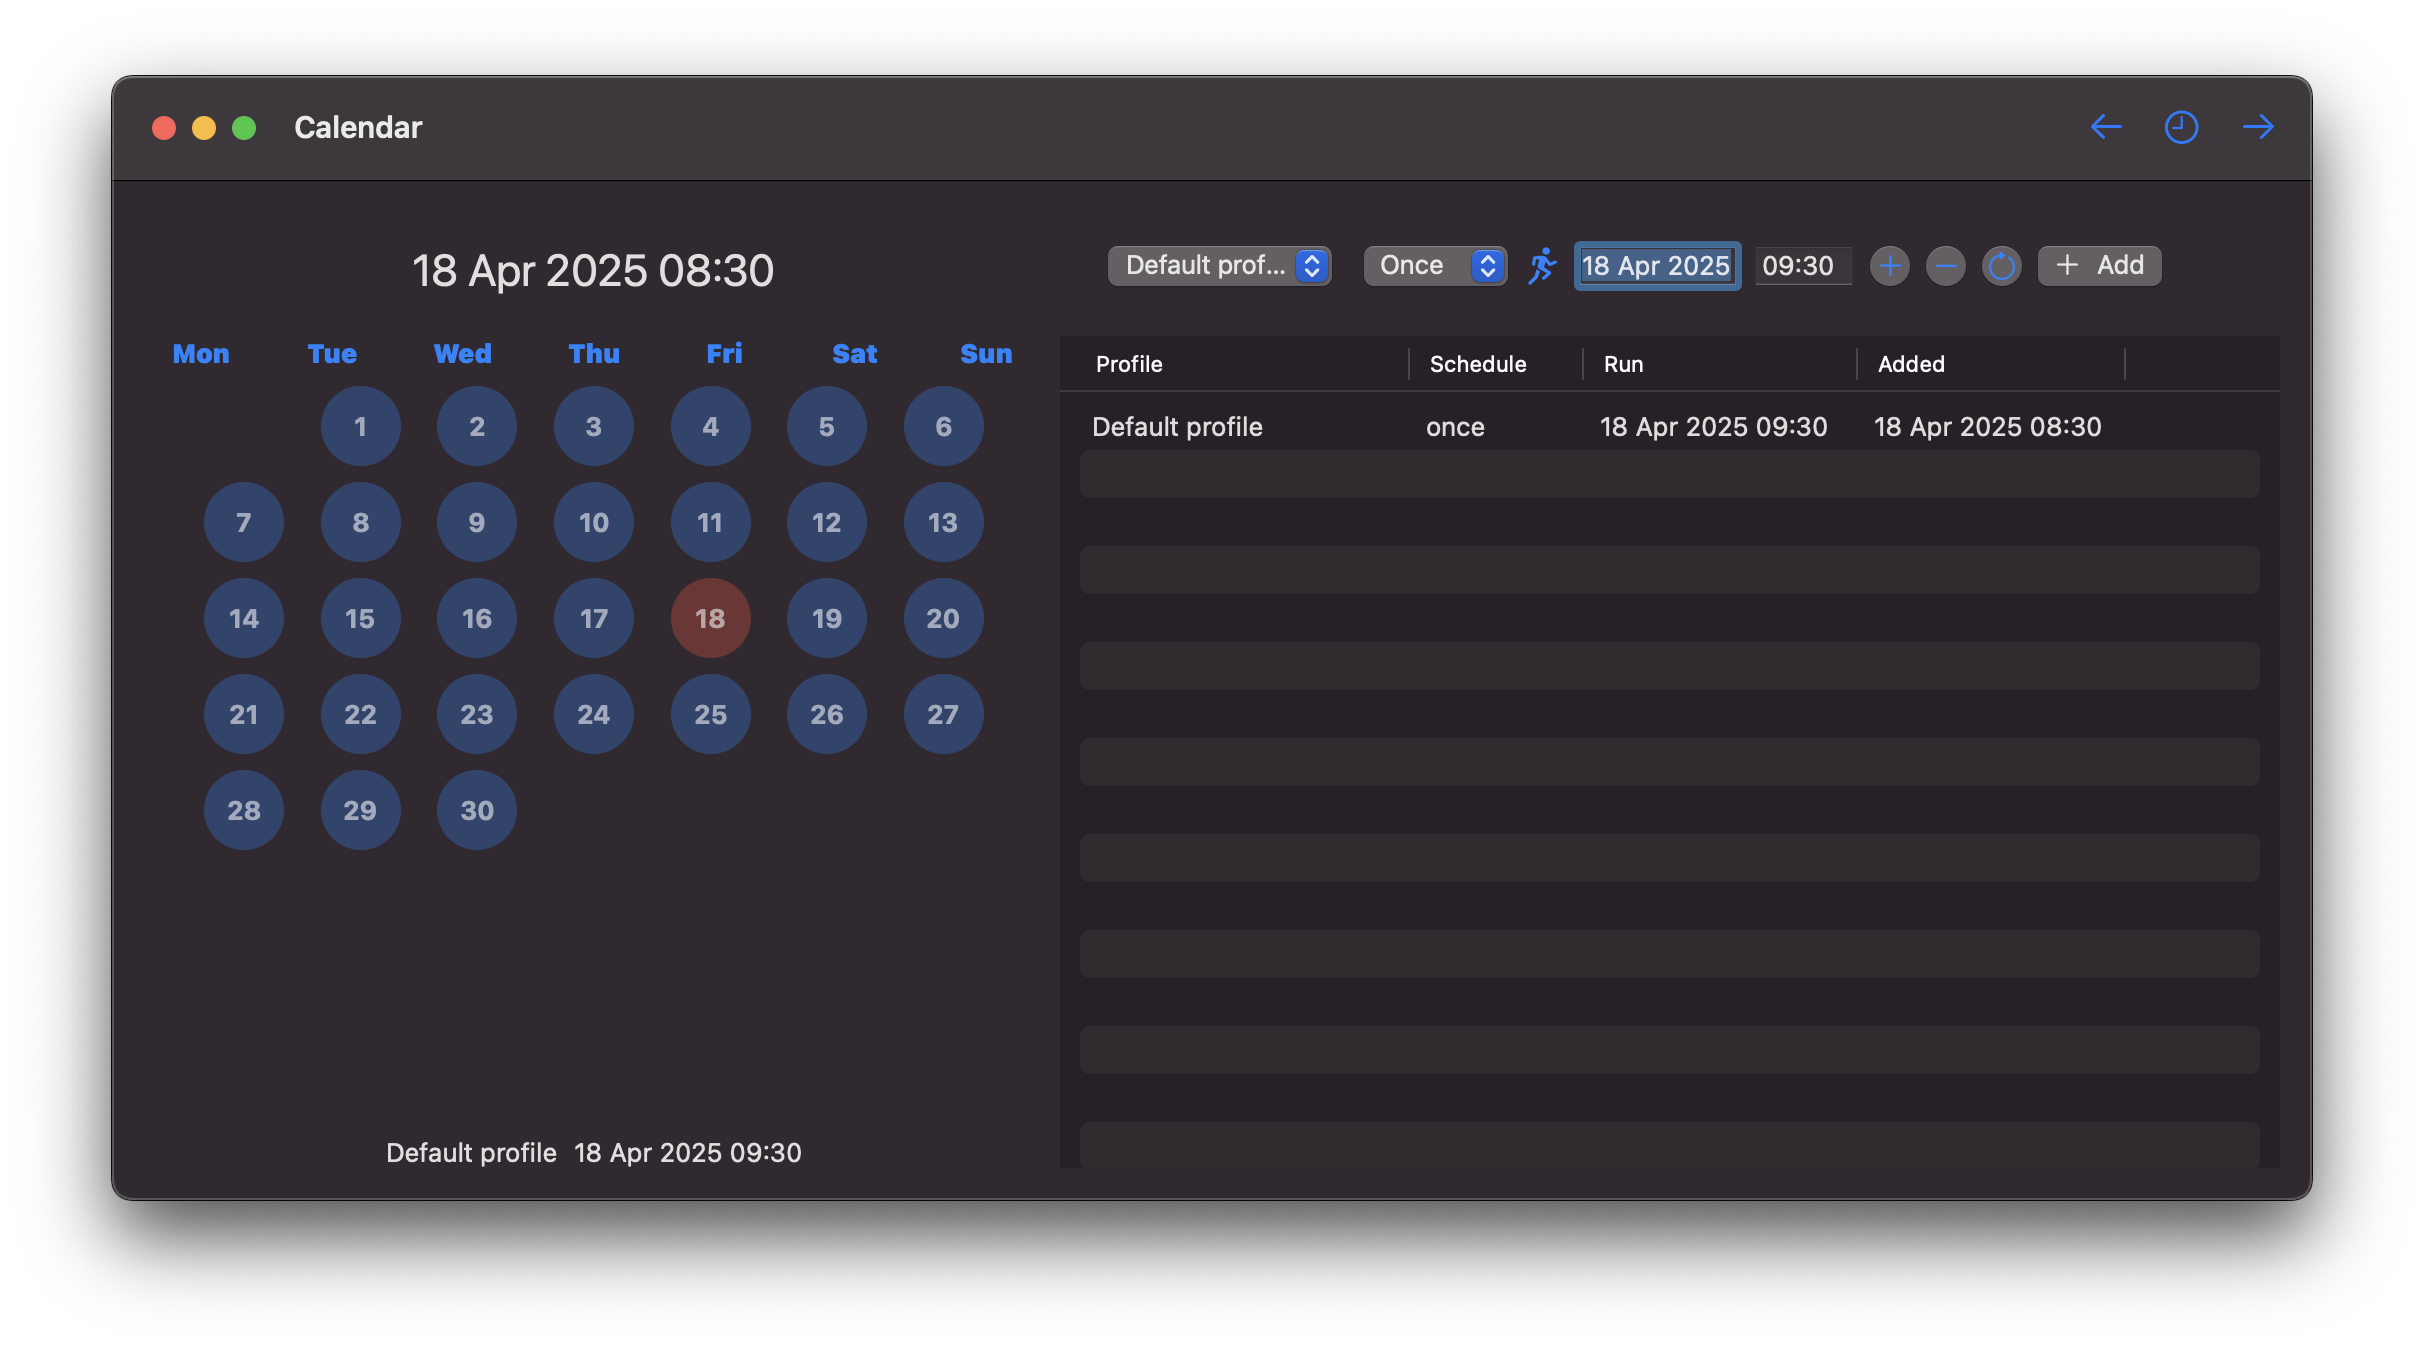 Calendar
18 Apr 2025 08:30
Mon Tue Wed Thu Fri Sat Sun
1 2 3 4 5 6
7 8 9 10 11 12 13
14 15 16 17 18 19 20
21 22 23 24 25 26 27
28 29 30
Default profile 18 Apr 2025 09:30
Default prof... Once 18 Apr 2025 09:30 + Add
Profile Schedule Run Added
Default profile once 18 Apr 2025 09:30 18 Apr 2025 08:30